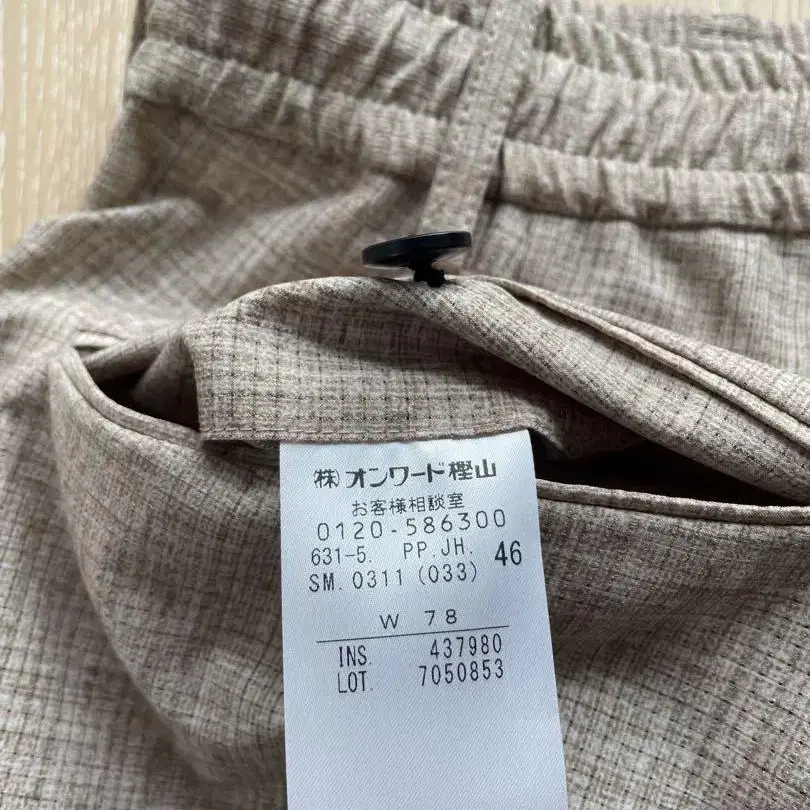 ㈱オンワード樫山
お客様相談室
0120-586300
631-5. PP.JH. 46
SM.0311(033)
W 78
INS. 437980
LOT. 7050853